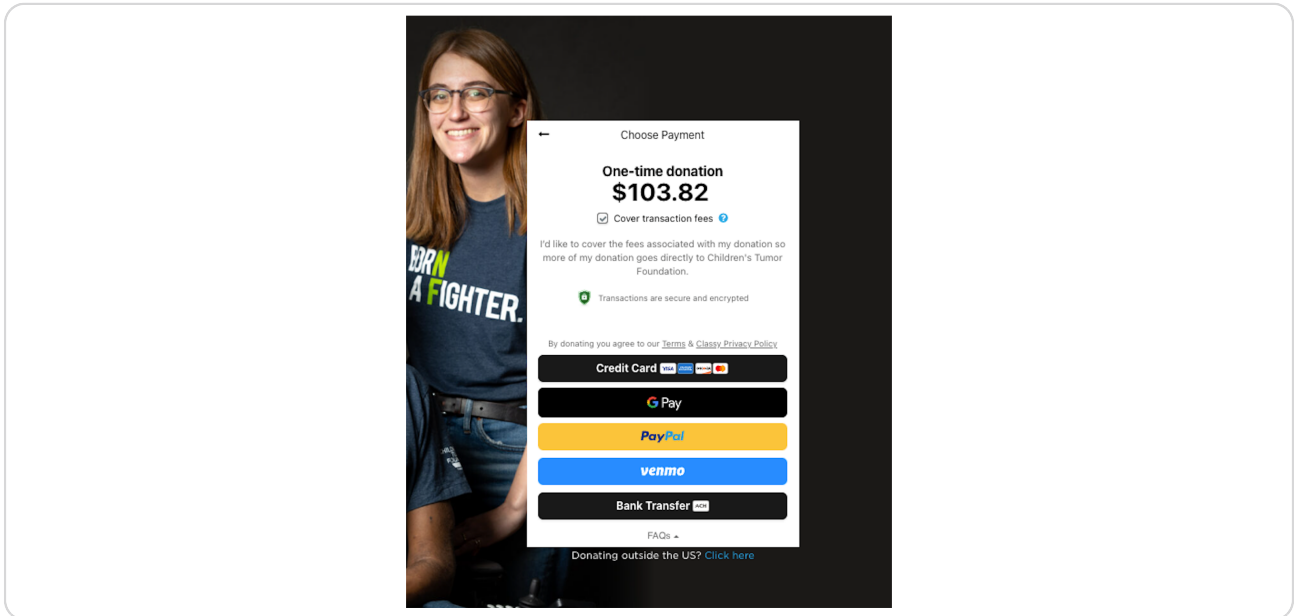 Choose Payment
One-time donation
$103.82
Cover transaction fees ?
I'd like to cover the fees associated with my donation so
more of my donation goes directly to Children's Tumor
Foundation.
Transactions are secure and encrypted
By donating you agree to our Terms & Classy Privacy Policy
Credit Card VISA
G Pay
PayPal
venmo
Bank Transfer ACH
FAQs
Donating outside the US? Click here
BORN
A FIGHTER.